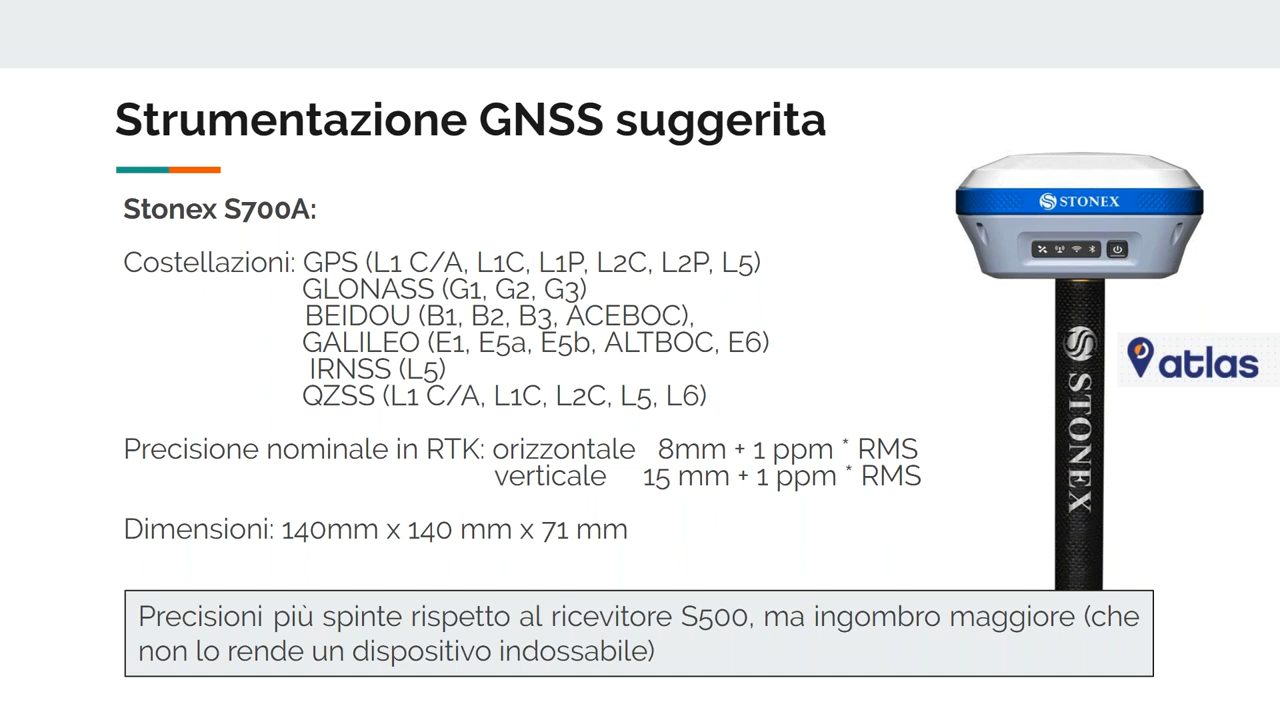 Strumentazione GNSS suggerita
Stonex S700A:
Costellazioni: GPS (L1 C/A, L1C, L1P, L2C, L2P, L5)
GLONASS (G1, G2, G3)
BEIDOU (B1, B2, B3, ACEBOC),
GALILEO (E1, E5a, E5b, ALTBOC, E6)
IRNSS (L5)
QZSS (L1 C/A, L1C, L2C, L5, L6)
Precisione nominale in RTK: orizzontale 8mm + 1 ppm * RMS
verticale 15 mm + 1 ppm * RMS
Dimensioni: 140mm x 140 mm x 71 mm
Precisioni più spinte rispetto al ricevitore S500, ma ingombro maggiore (che
non lo rende un dispositivo indossabile)
STONEX
STONEX
atlas